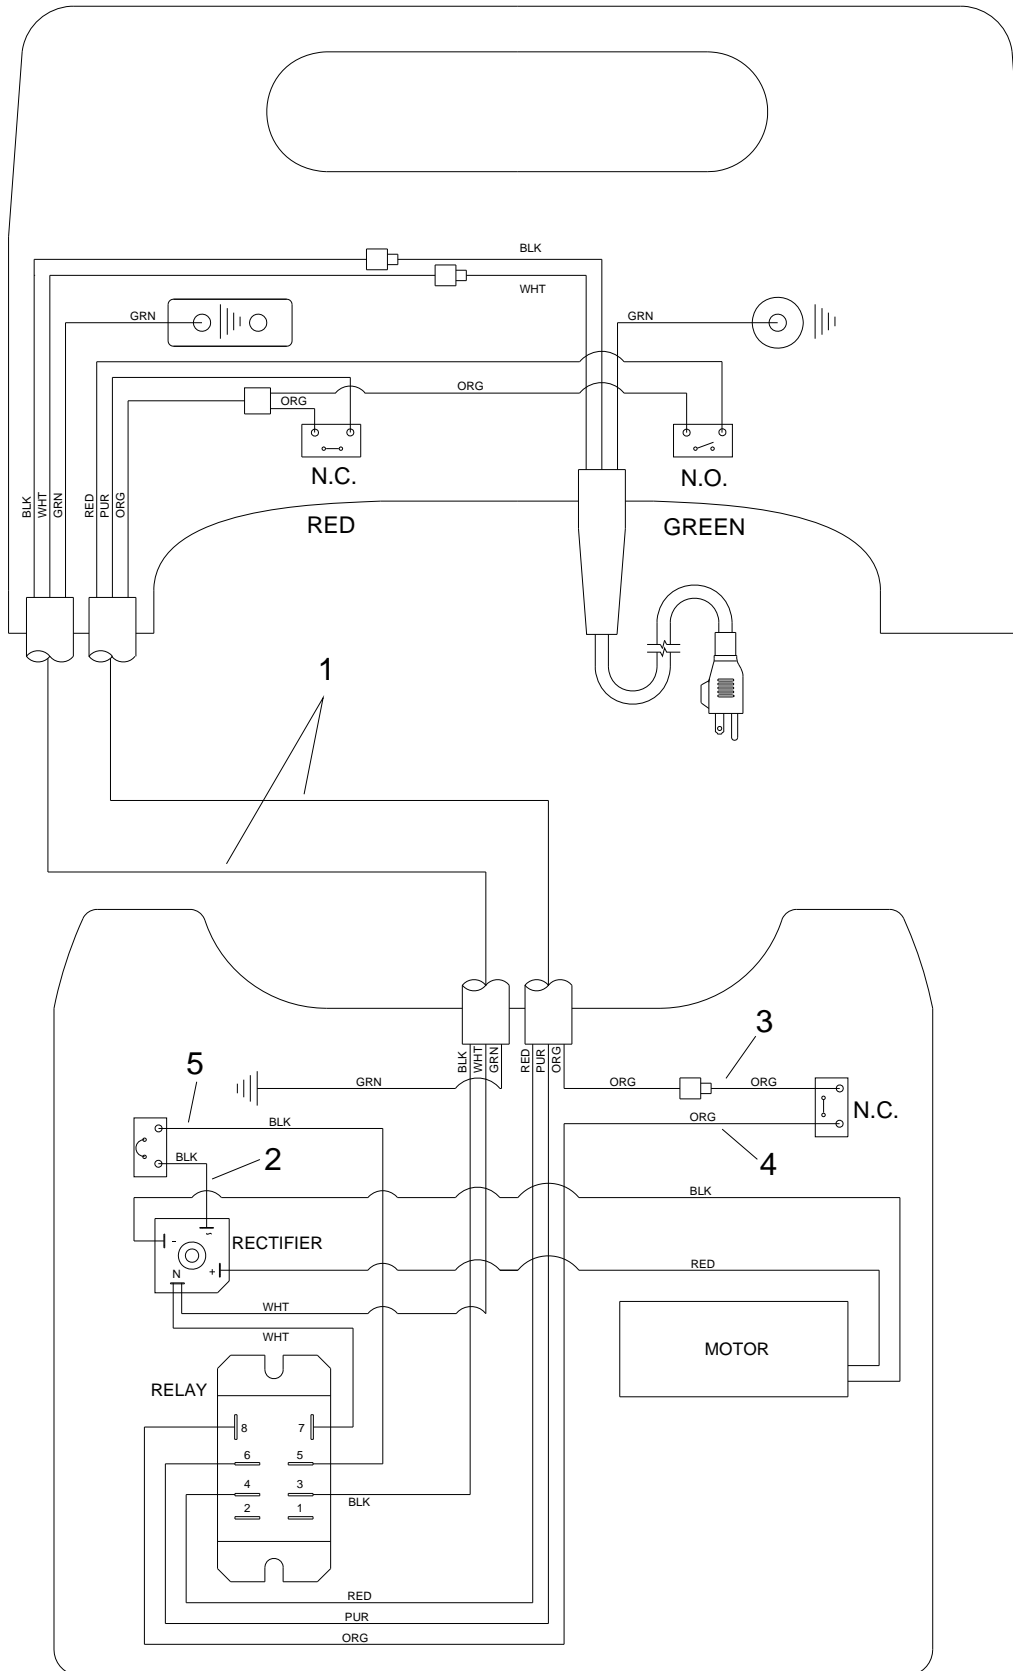 BLK
WHT
GRN
GRN
ORG
ORG
N.C.
N.O.
BLK
WHT
GRN
RED
PUR
ORG
RED
GREEN
1
BLK
WHT
GRN
RED
PUR
ORG
3
5
GRN
ORG
ORG
N.C.
BLK
ORG
BLK
2
4
BLK
-
~
RECTIFIER
N
+
RED
WHT
WHT
MOTOR
RELAY
8
7
6
5
4
3
BLK
2
1
RED
PUR
ORG